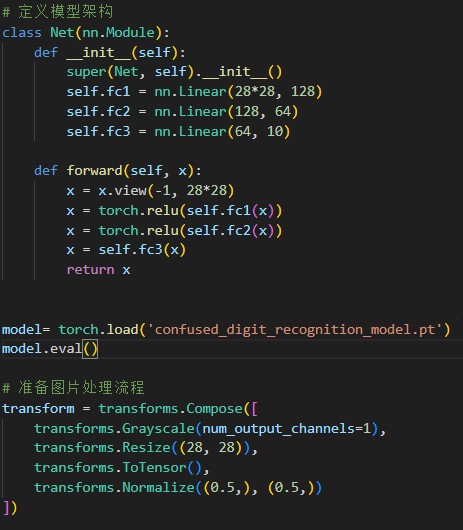 # 定义模型架构
class Net(nn.Module):
    def __init__(self):
        super(Net, self).__init__()
        self.fc1 = nn.Linear(28*28, 128)
        self.fc2 = nn.Linear(128, 64)
        self.fc3 = nn.Linear(64, 10)
    def forward(self, x):
        x = x.view(-1, 28*28)
        x = torch.relu(self.fc1(x))
        x = torch.relu(self.fc2(x))
        x = self.fc3(x)
        return x
model= torch.load('confused_digit_recognition_model.pt')
model.eval()
# 准备图片处理流程
transform = transforms.Compose([
    transforms.Grayscale(num_output_channels=1),
    transforms.Resize((28, 28)),
    transforms.ToTensor(),
    transforms.Normalize((0.5,), (0.5,))
])